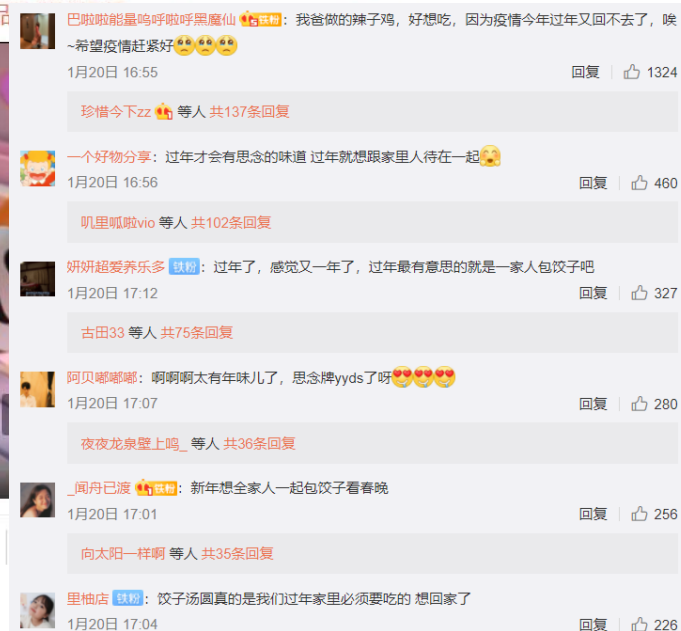 巴啦啦能量呜呼啦呼黑魔仙 铁粉：我爸做的辣子鸡，好想吃，因为疫情今年过年又回不去了，唉
~希望疫情赶紧好
1月20日 16:55 回复 1324
珍惜今下zz 等人 共137条回复
一个好物分享：过年才会有思念的味道 过年就想跟家里人待在一起
1月20日 16:56 回复 460
叽里呱啦vio 等人 共102条回复
妍妍超爱养乐多 铁粉：过年了，感觉又一年了，过年最有意思的就是一家人包饺子吧
1月20日 17:12 回复 327
古田33 等人 共75条回复
阿贝嘟嘟嘟：啊啊啊太有年味儿了，思念牌yyds了呀
1月20日 17:07 回复 280
夜夜龙泉壁上鸣_ 等人 共36条回复
_闻舟已渡 铁粉：新年想全家人一起包饺子看春晚
1月20日 17:01 回复 256
向太阳一样啊 等人 共35条回复
里柚店 铁粉：饺子汤圆真的是我们过年家里必须要吃的 想回家了
1月20日 17:04 回复 226